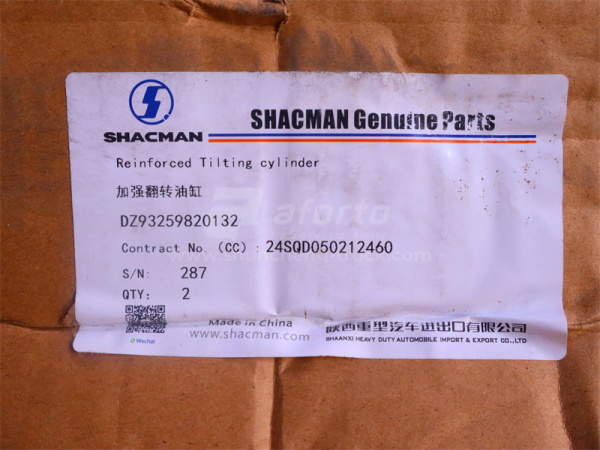 SHACMAN
SHACMAN Genuine Parts
Reinforced Tilting cylinder
加强翻转油缸
DZ93259820132
Contract No. (CC) : 24SQD050212460
S/N: 287
QTY: 2
Wechat
Made in China
www.shacman.com
陕西重型汽车进出口有限公司
SHAANXI HEAVY DUTY AUTOMOBILE IMPORT & EXPORT CO.,LTD